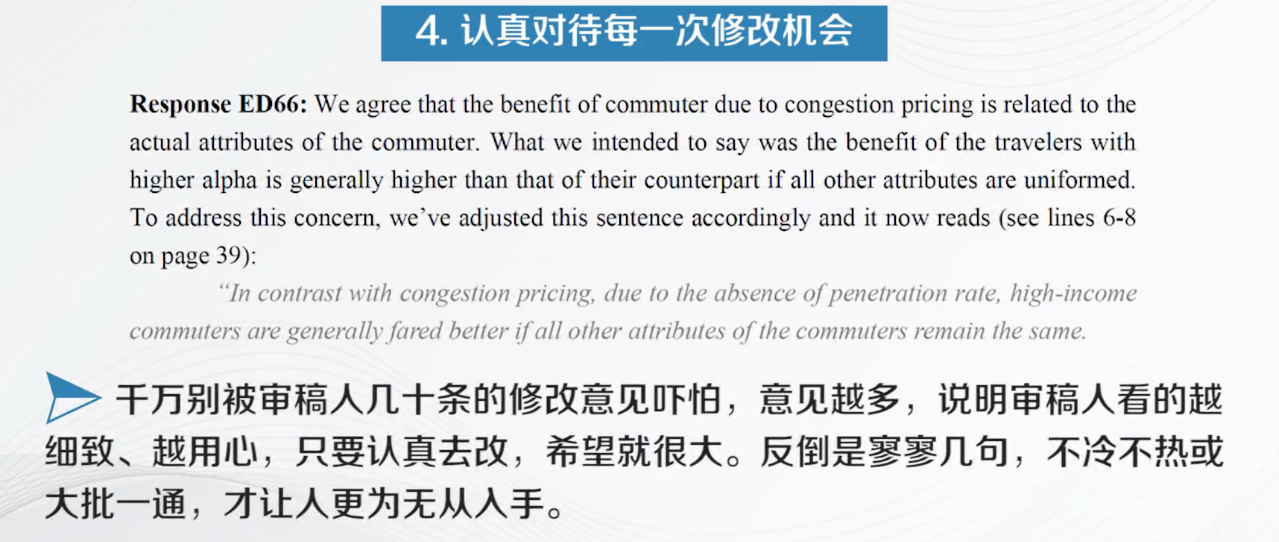 4. 认真对待每一次修改机会
Response ED66: We agree that the benefit of commuter due to congestion pricing is related to the
actual attributes of the commuter. What we intended to say was the benefit of the travelers with
higher alpha is generally higher than that of their counterpart if all other attributes are uniformed.
To address this concern, we’ve adjusted this sentence accordingly and it now reads (see lines 6-8
on page 39):
“In contrast with congestion pricing, due to the absence of penetration rate, high-income
commuters are generally fared better if all other attributes of the commuters remain the same.
千万别被审稿人几十条的修改意见吓怕，意见越多，说明审稿人看的越
细致、越用心，只要认真去改，希望就很大。反倒是寥寥几句，不冷不热或
大批一通，才让人更为无从入手。